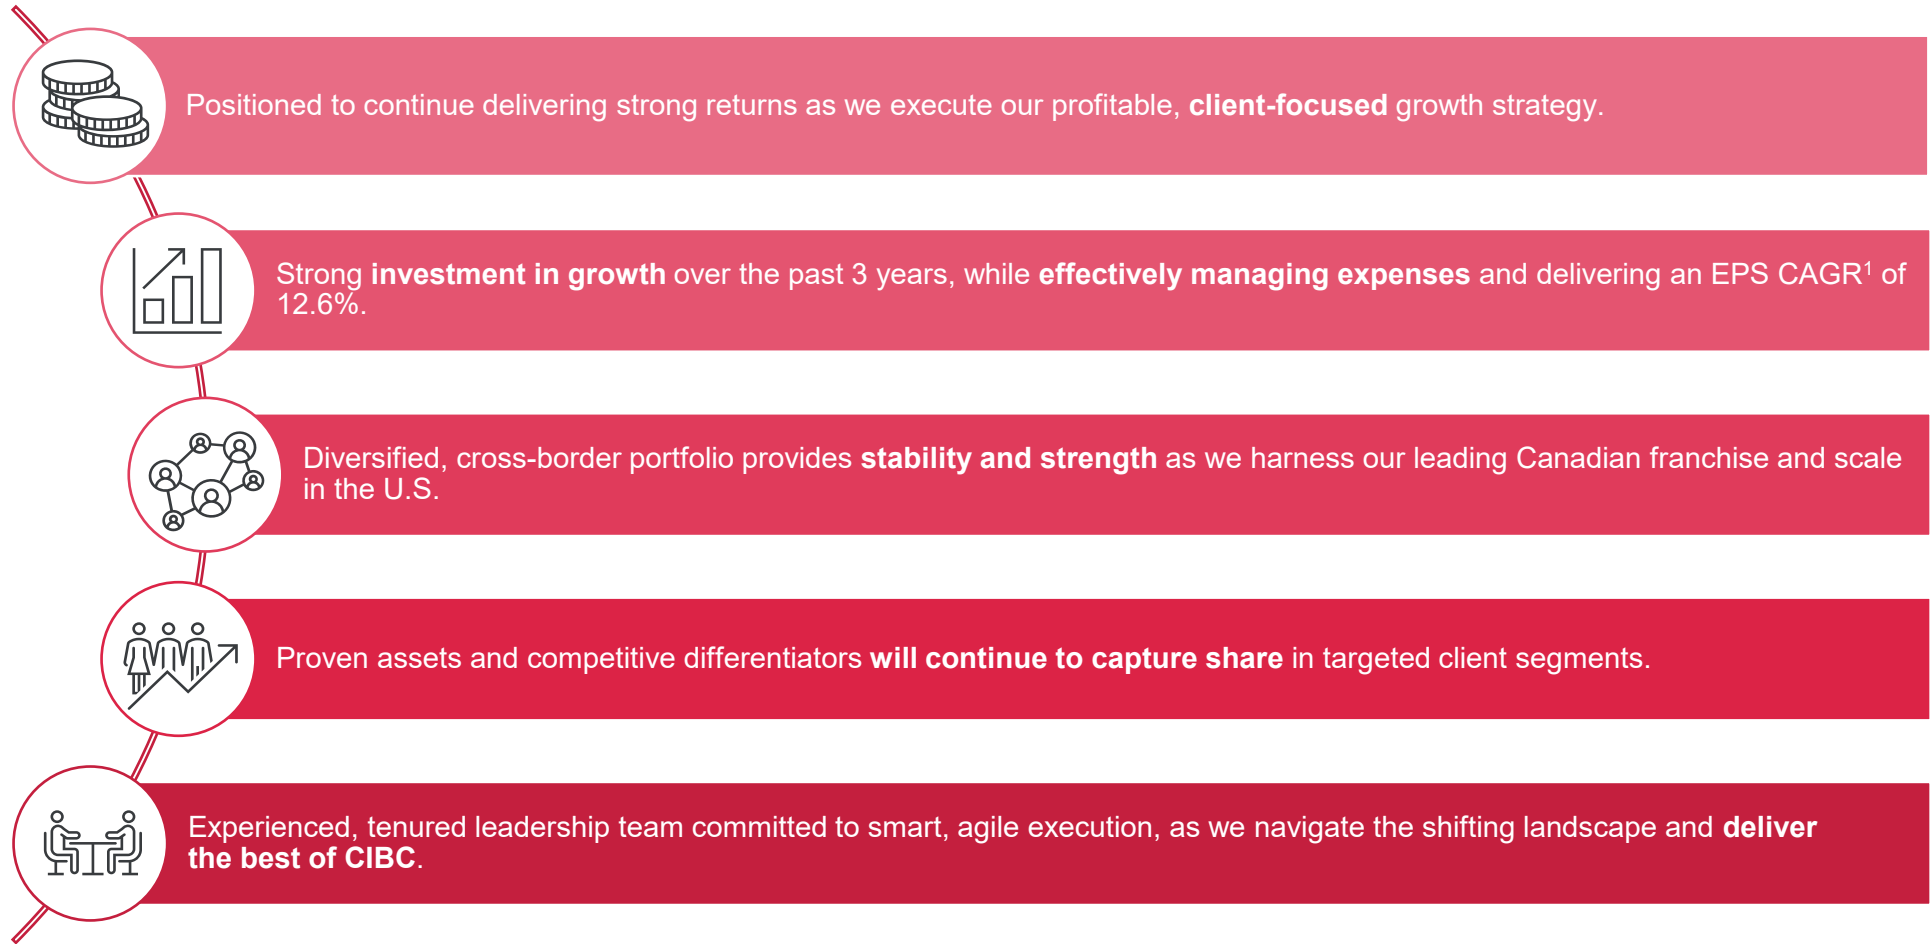 Positioned to continue delivering strong returns as we execute our profitable, client-focused growth strategy.
Strong investment in growth over the past 3 years, while effectively managing expenses and delivering an EPS CAGR¹ of
12.6%.
Diversified, cross-border portfolio provides stability and strength as we harness our leading Canadian franchise and scale
in the U.S.
Proven assets and competitive differentiators will continue to capture share in targeted client segments.
Experienced, tenured leadership team committed to smart, agile execution, as we navigate the shifting landscape and deliver
the best of CIBC.